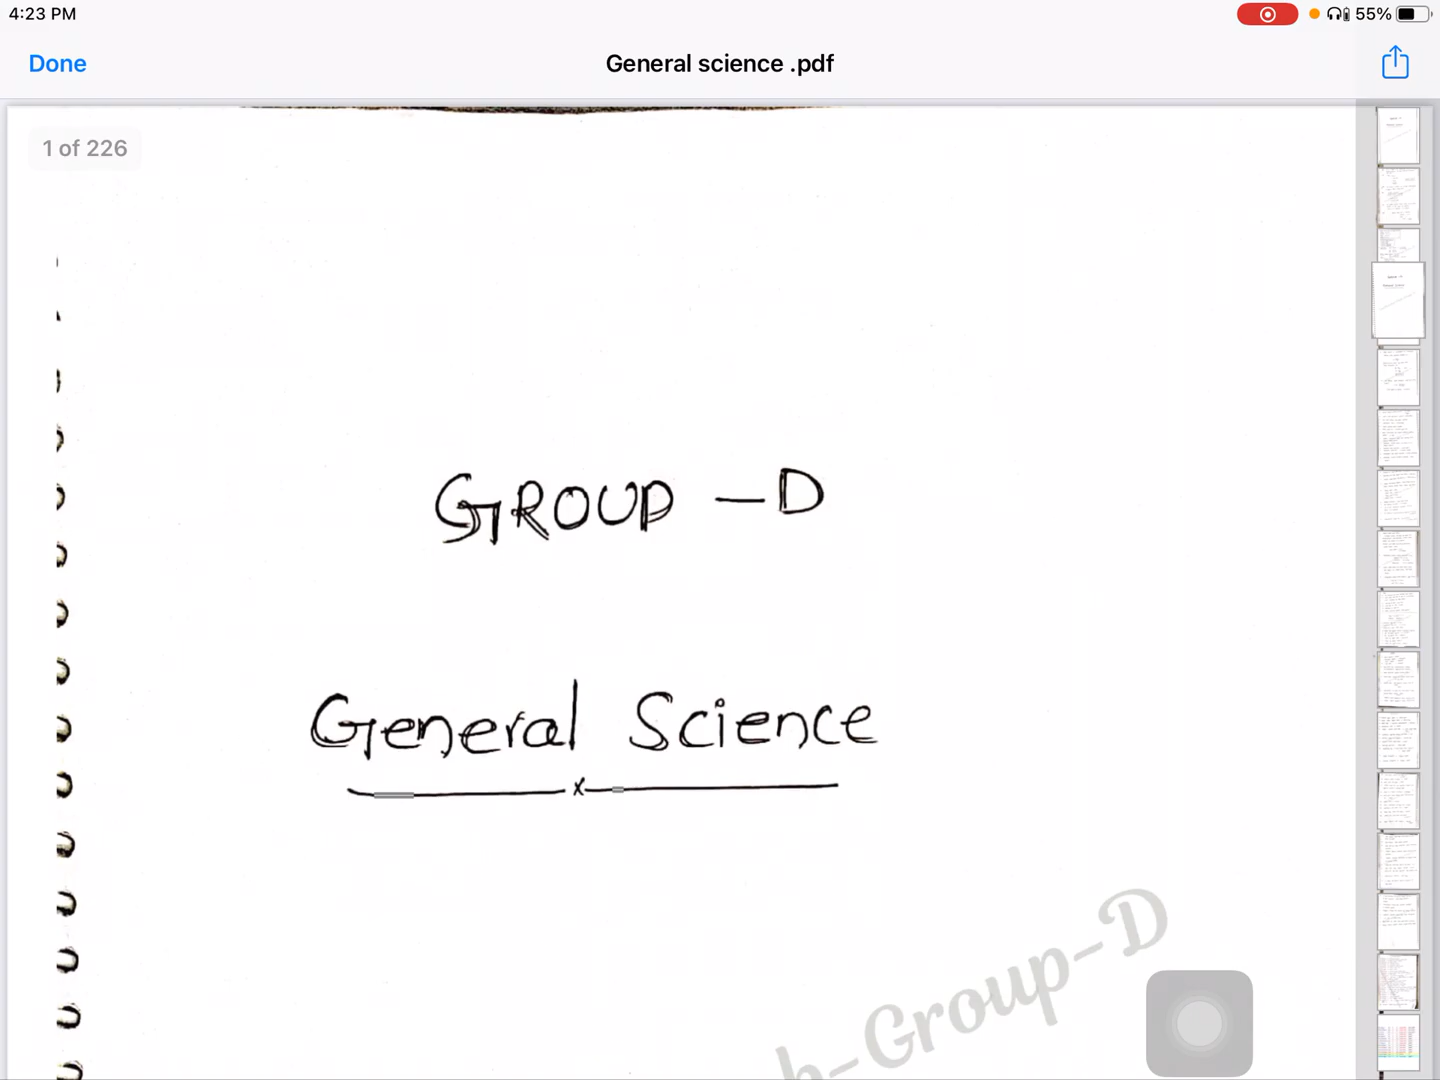 4:23 PM
55%
Done
General science .pdf
1 of 226
GROUP - D
General Science
x
-Group-D